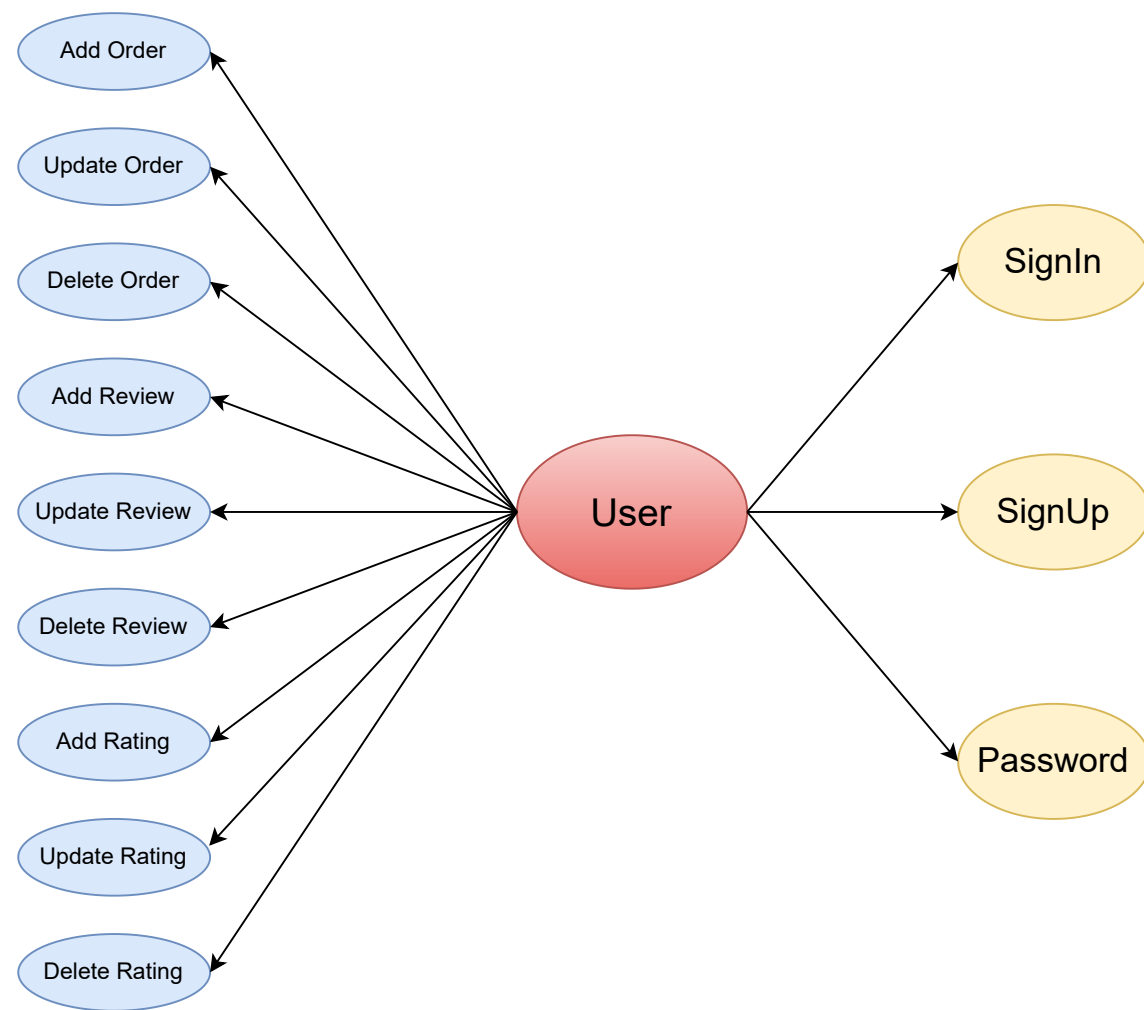 Add Order
Update Order
Delete Order
Add Review
Update Review
Delete Review
Add Rating
Update Rating
Delete Rating
User
SignIn
SignUp
Password